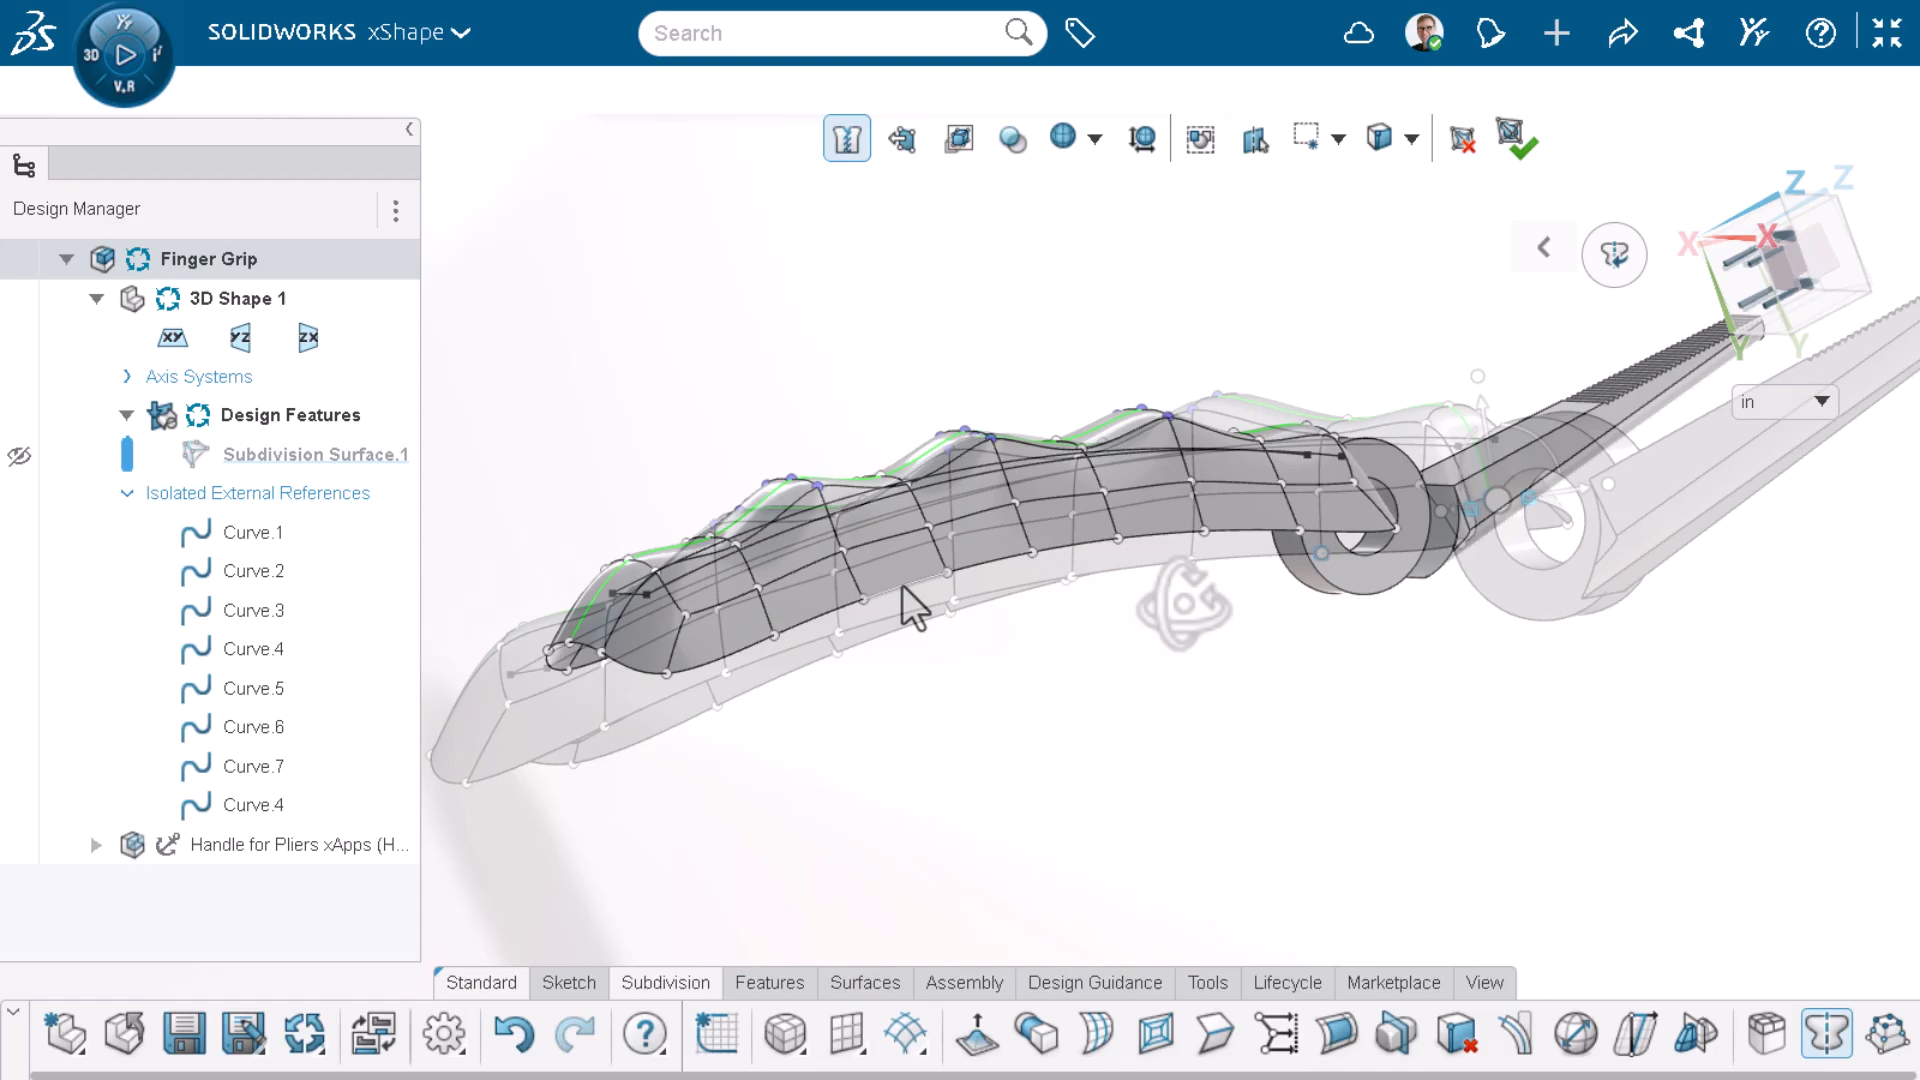 3D
V.R
SOLIDWORKS xShape
Search
Design Manager
Finger Grip
3D Shape 1
XY
YZ
ZX
Axis Systems
Design Features
Subdivision Surface.1
Isolated External References
Curve.1
Curve.2
Curve.3
Curve.4
Curve.5
Curve.6
Curve.7
Curve.4
Handle for Pliers xApps (H...
Z
Z
X
X
Y
Y
in
Standard
Sketch
Subdivision
Features
Surfaces
Assembly
Design Guidance
Tools
Lifecycle
Marketplace
View